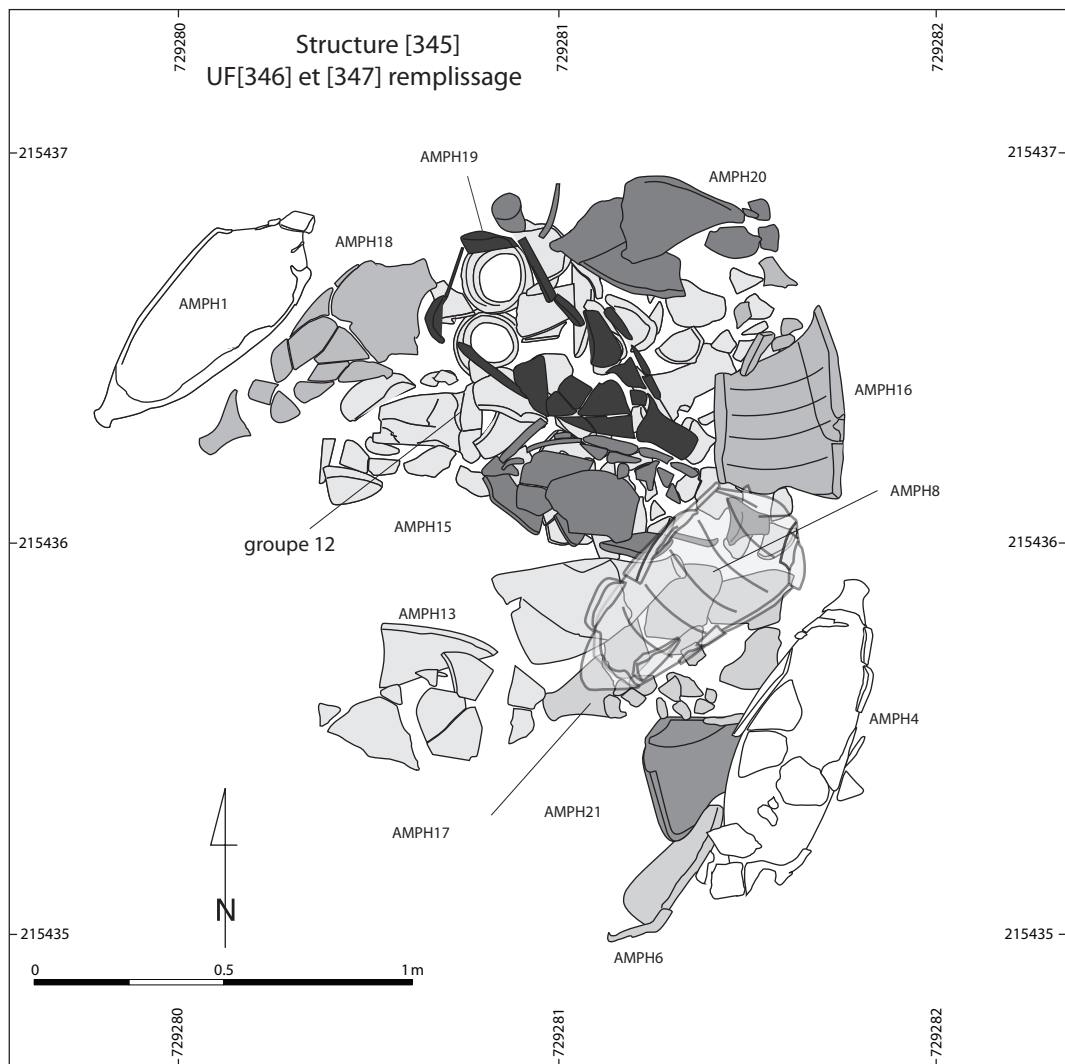 729280
729281
729282
Structure [345]
UF[346] et [347] remplissage
215437
215437
AMPH19
AMPH20
AMPH18
AMPH1
AMPH16
AMPH8
AMPH15
groupe 12
215436
215436
AMPH13
AMPH4
AMPH21
AMPH17
N
215435
215435
AMPH6
0
0.5
1 m
729280
729281
729282